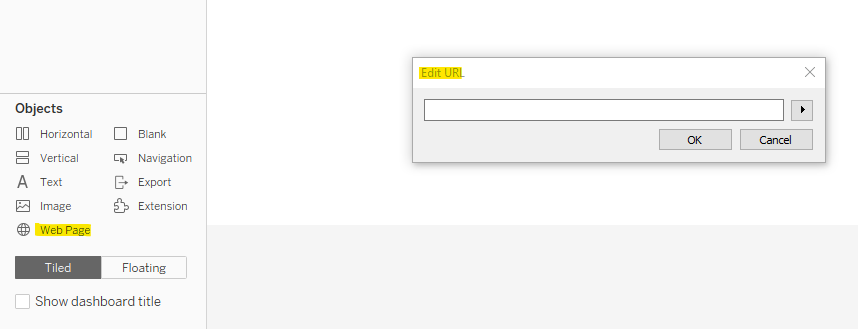 Edit URL
OK
Cancel
Objects
Horizontal
Blank
Vertical
Navigation
Text
Export
Image
Extension
Web Page
Tiled
Floating
Show dashboard title